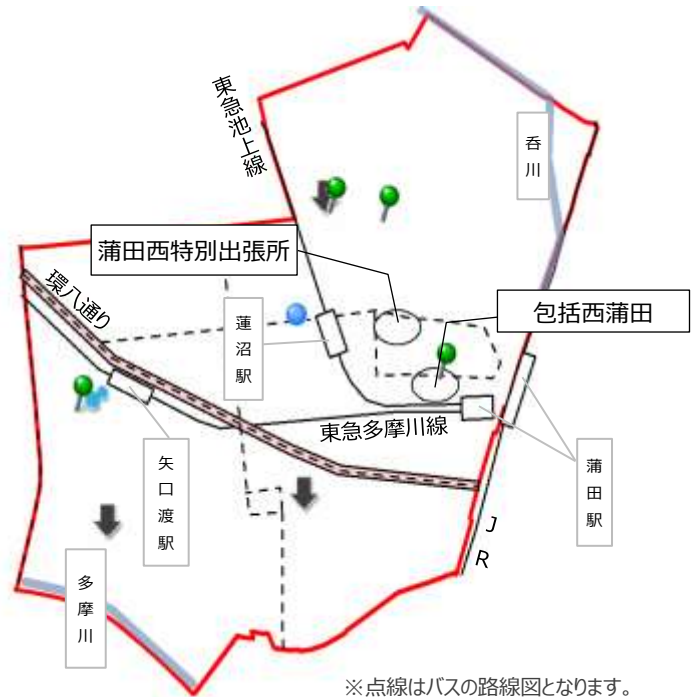 東急池上線
呑川
蒲田西特別出張所
環八通り
蓮沼駅
包括西蒲田
東急多摩川線
矢口渡駅
蒲田駅
JR
多摩川
※点線はバスの路線図となります。